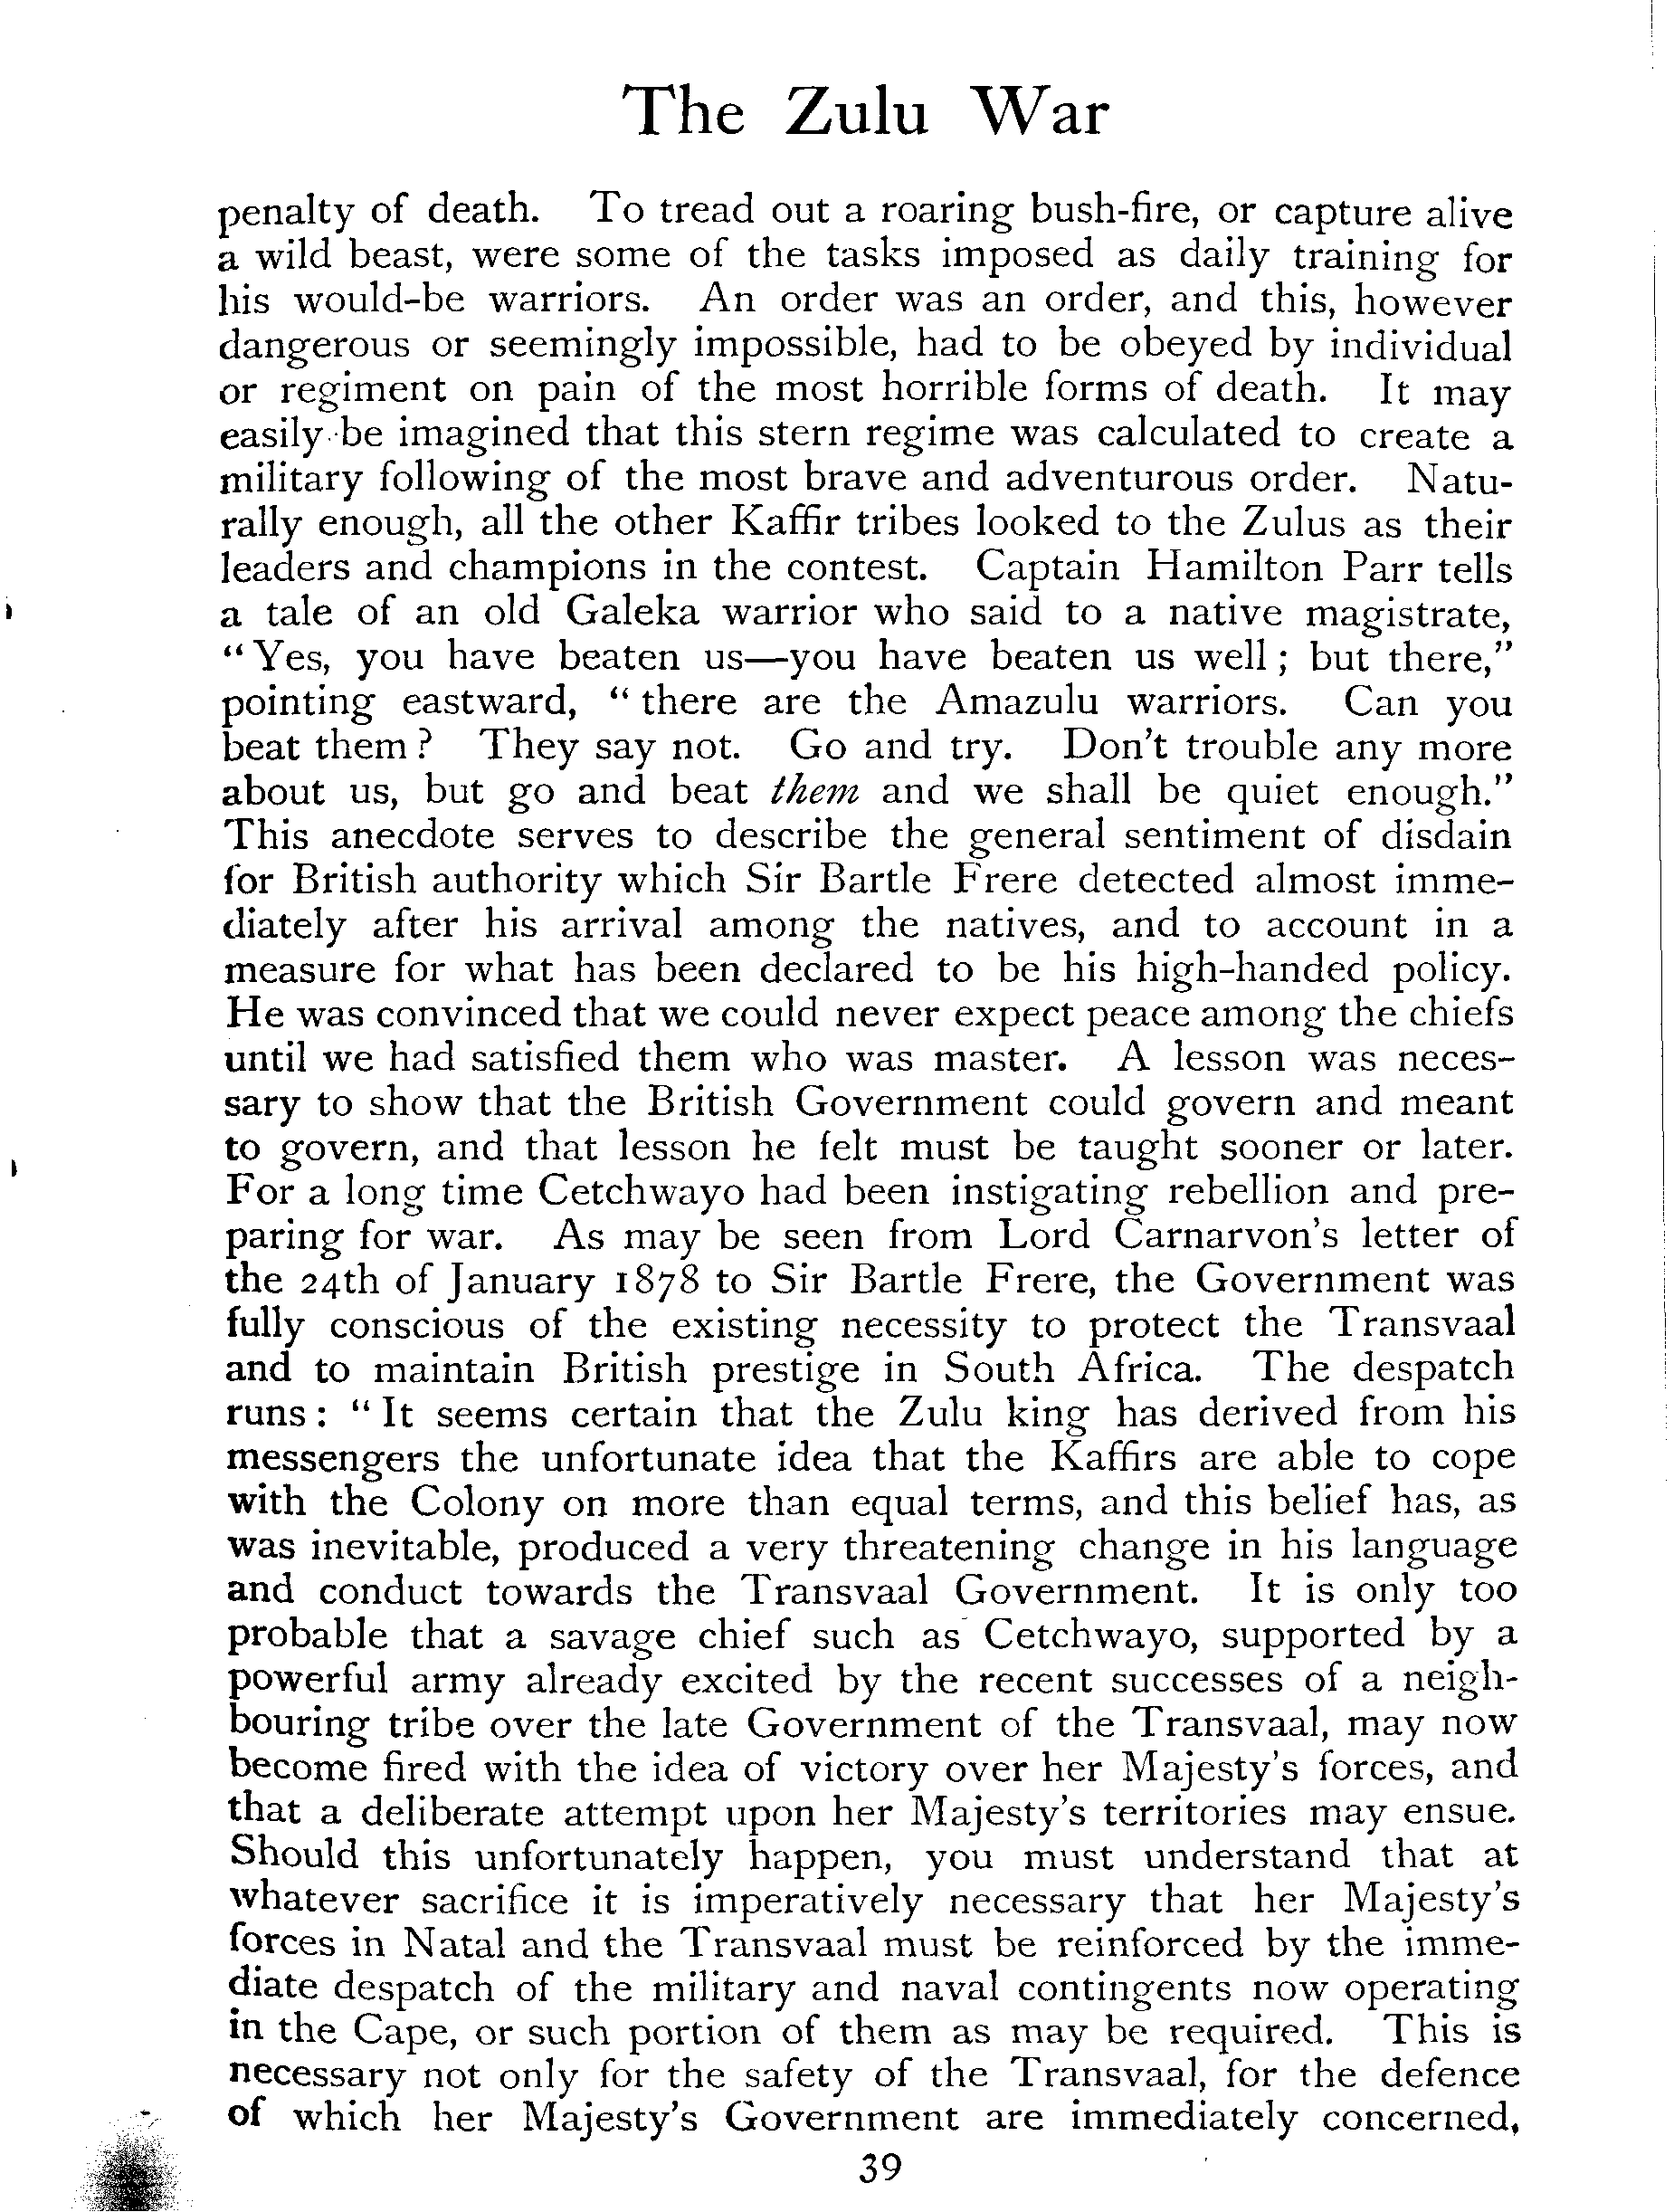 The Zulu War
penalty of death. To tread out a roaring bush-fire, or capture alive
a wild beast, were some of the tasks imposed as daily training for
his would-be warriors. An order was an order, and this, however
dangerous or seemingly impossible, had to be obeyed by individual
or regiment on pain of the most horrible forms of death. It may
easily be imagined that this stern regime was calculated to create a
military following of the most brave and adventurous order. Natu-
rally enough, all the other Kaffir tribes looked to the Zulus as their
leaders and champions in the contest. Captain Hamilton Parr tells
a tale of an old Galeka warrior who said to a native magistrate,
"Yes, you have beaten us—you have beaten us well; but there,"
pointing eastward, "there are the Amazulu warriors. Can you
beat them? They say not. Go and try. Don't trouble any more
about us, but go and beat them and we shall be quiet enough."
This anecdote serves to describe the general sentiment of disdain
for British authority which Sir Bartle Frere detected almost imme-
diately after his arrival among the natives, and to account in a
measure for what has been declared to be his high-handed policy.
He was convinced that we could never expect peace among the chiefs
until we had satisfied them who was master. A lesson was neces-
sary to show that the British Government could govern and meant
to govern, and that lesson he felt must be taught sooner or later.
For a long time Cetchwayo had been instigating rebellion and pre-
paring for war. As may be seen from Lord Carnarvon's letter of
the 24th of January 1878 to Sir Bartle Frere, the Government was
fully conscious of the existing necessity to protect the Transvaal
and to maintain British prestige in South Africa. The despatch
runs: "It seems certain that the Zulu king has derived from his
messengers the unfortunate idea that the Kaffirs are able to cope
with the Colony on more than equal terms, and this belief has, as
was inevitable, produced a very threatening change in his language
and conduct towards the Transvaal Government. It is only too
probable that a savage chief such as Cetchwayo, supported by a
powerful army already excited by the recent successes of a neigh-
bouring tribe over the late Government of the Transvaal, may now
become fired with the idea of victory over her Majesty's forces, and
that a deliberate attempt upon her Majesty's territories may ensue.
Should this unfortunately happen, you must understand that at
whatever sacrifice it is imperatively necessary that her Majesty's
forces in Natal and the Transvaal must be reinforced by the imme-
diate despatch of the military and naval contingents now operating
in the Cape, or such portion of them as may be required. This is
necessary not only for the safety of the Transvaal, for the defence
of which her Majesty's Government are immediately concerned,
39